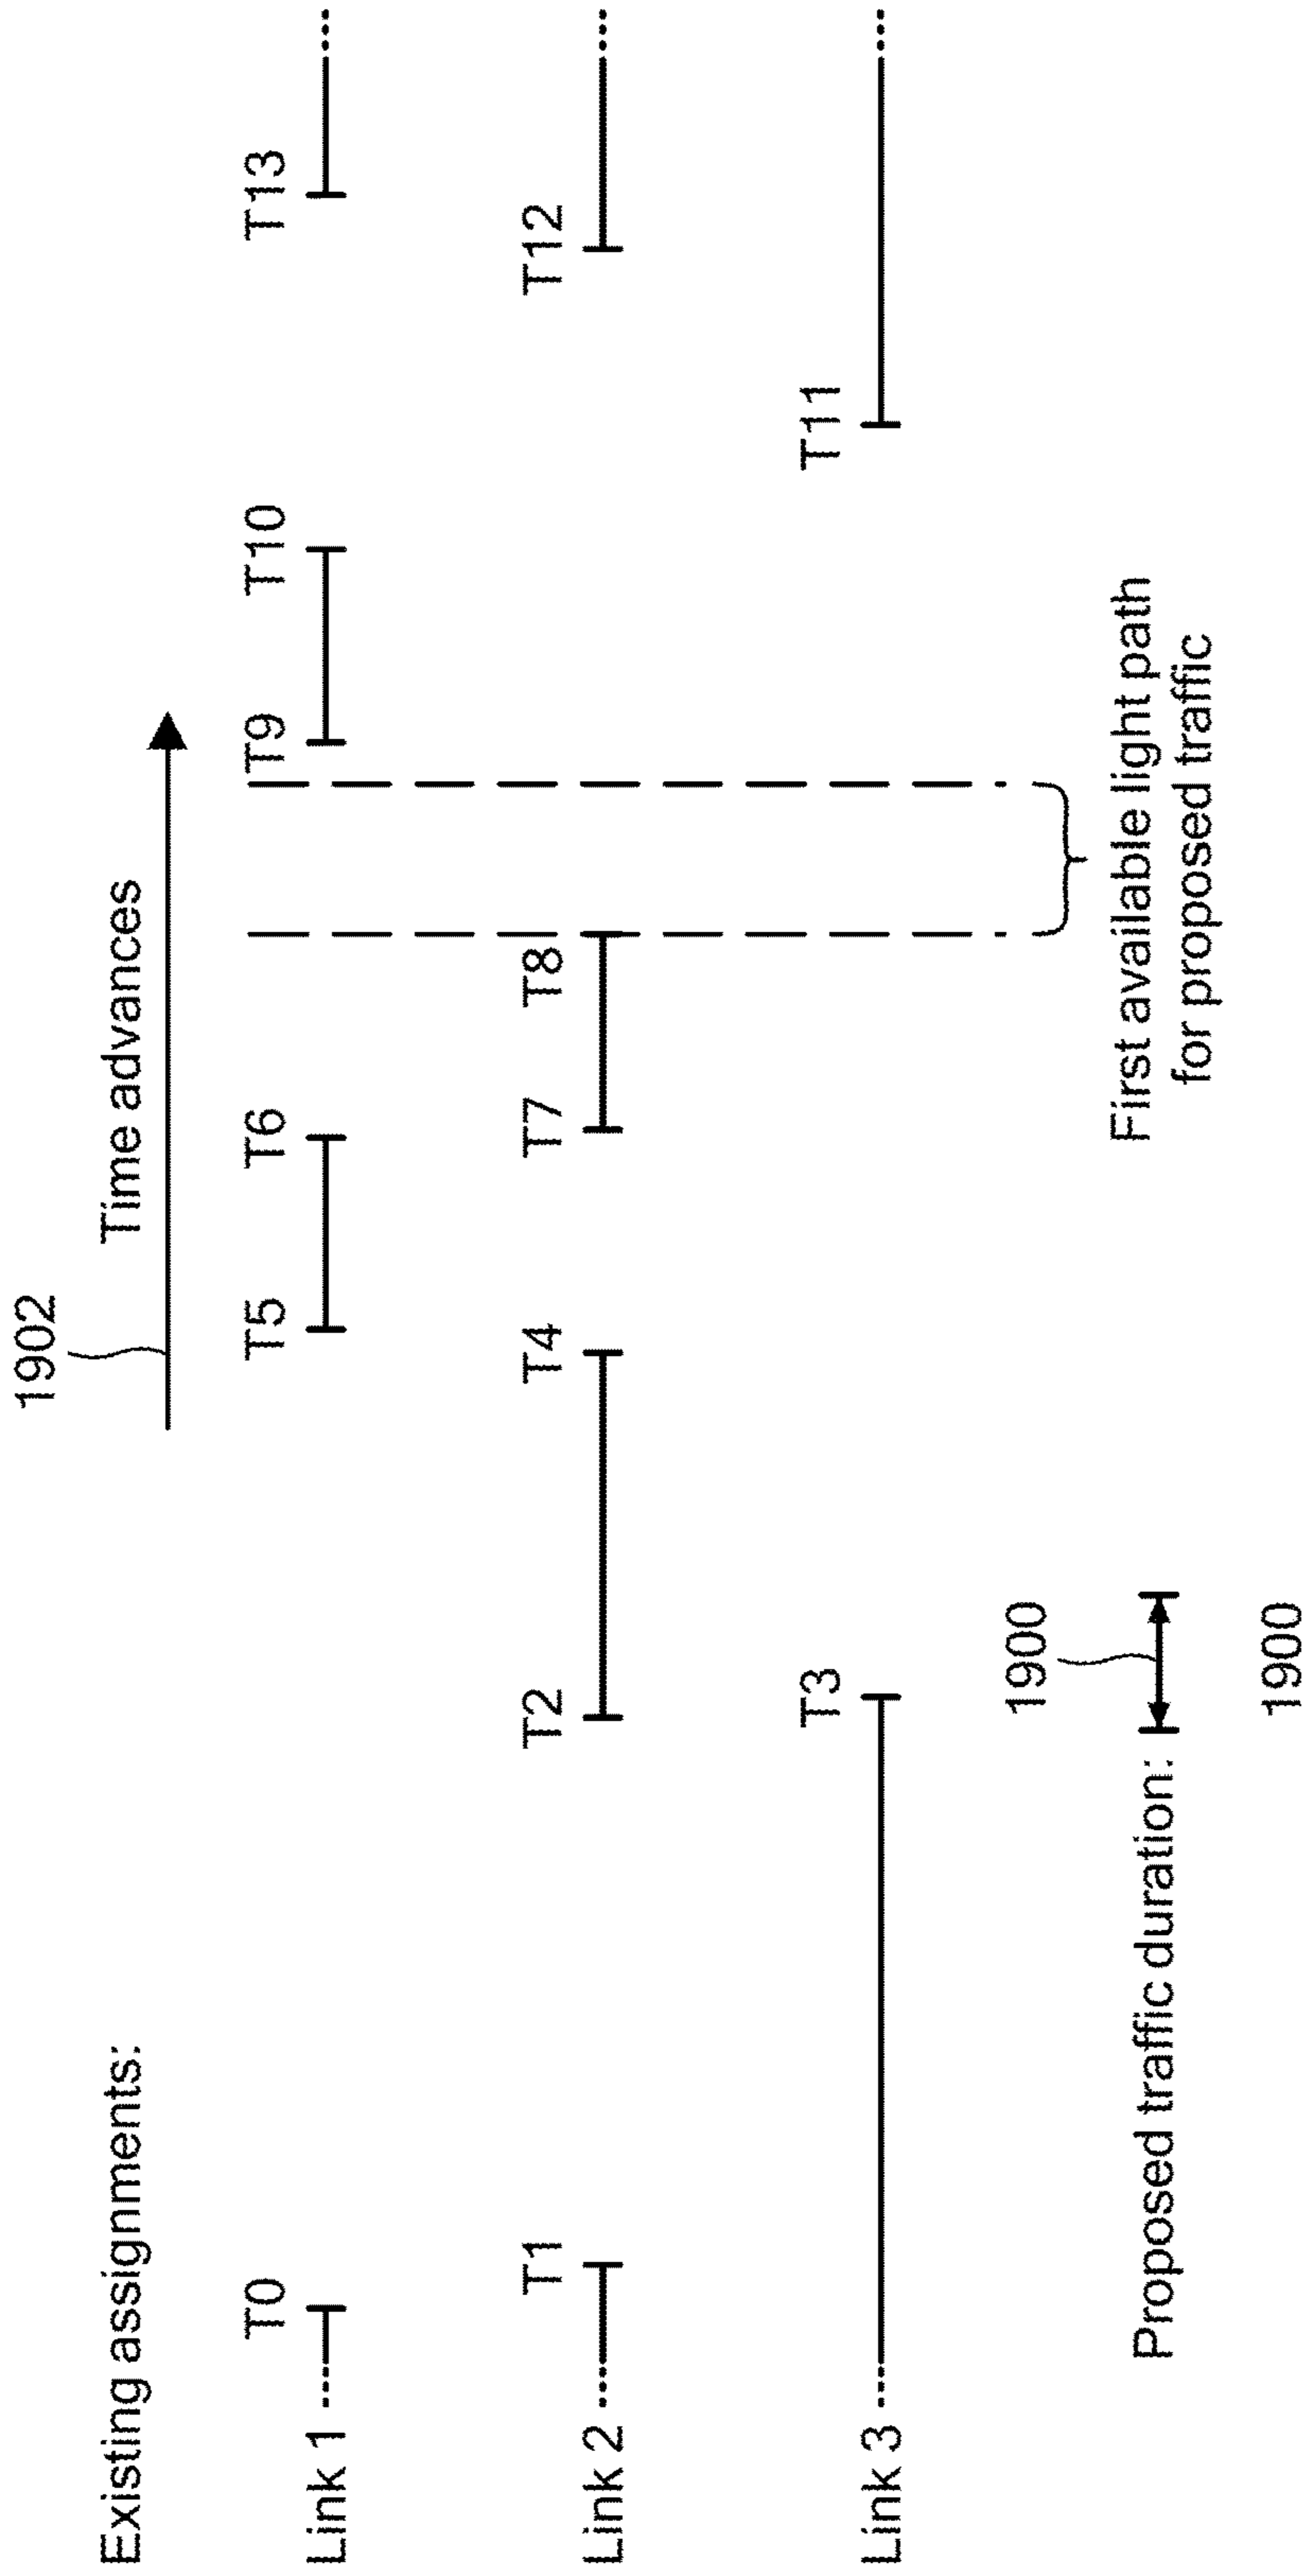 1902
Existing assignments:
Time advances
T0
T5
T6
T9
T10
T13
Link 1
T1
T2
T4
T7
T8
T12
Link 2
T3
T11
Link 3
1900
First available light path
for proposed traffic
Proposed traffic duration:
1900